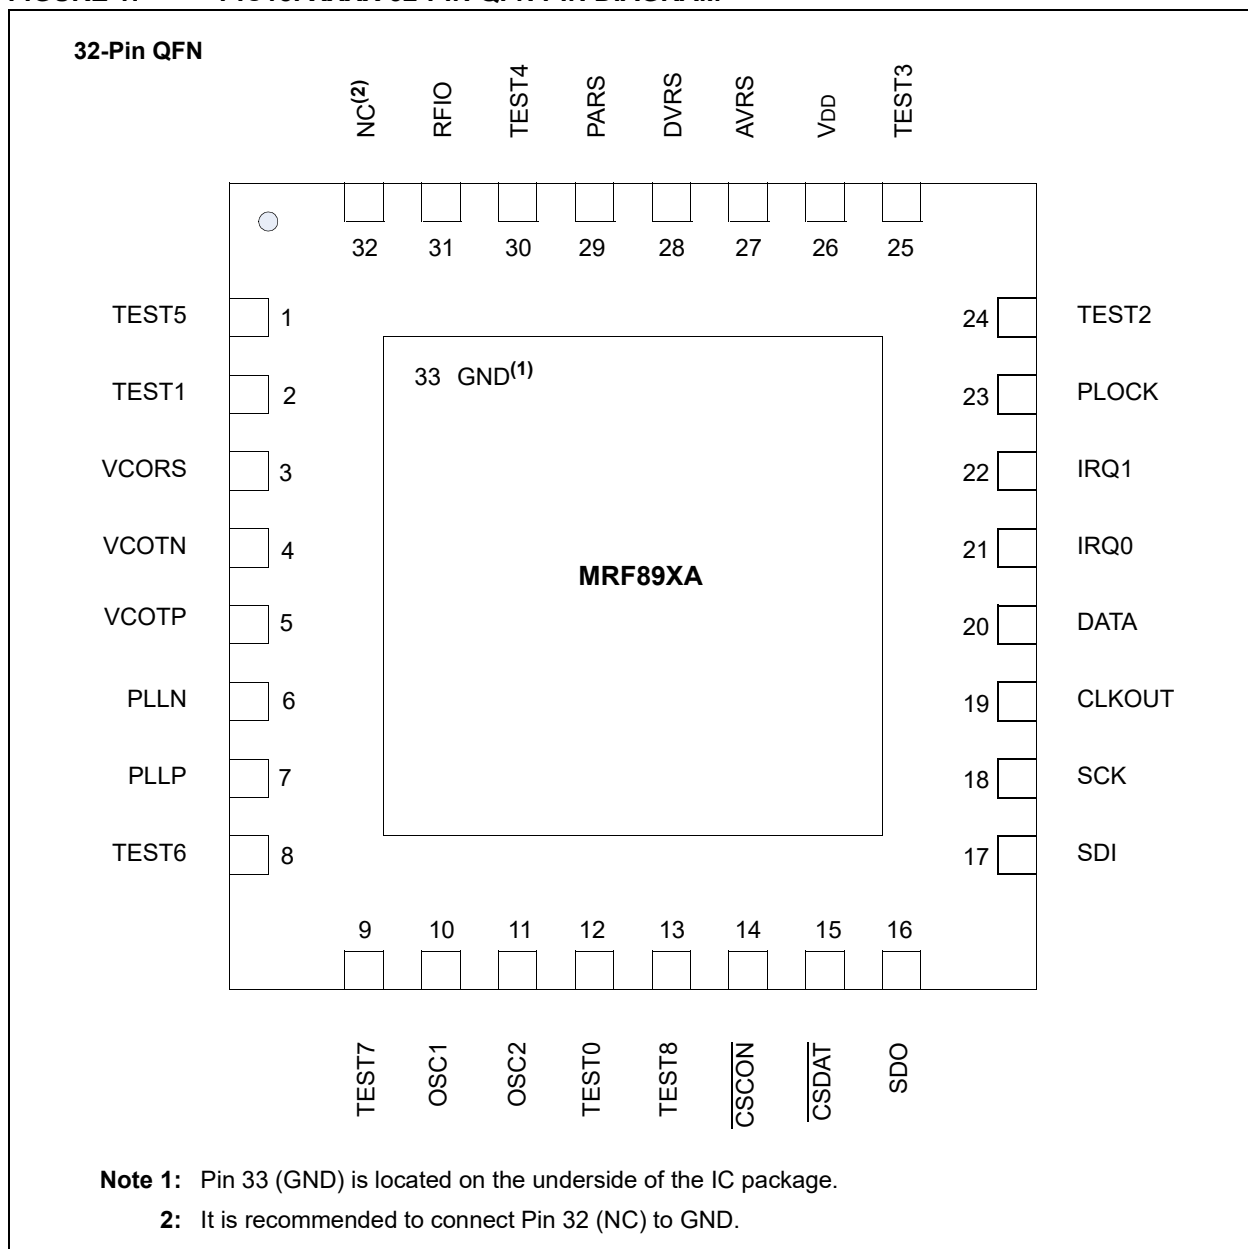 32-Pin QFN
NC(2)
RFIO
TEST4
PARS
DVRS
AVRS
VDD
TEST3
32 31 30 29 28 27 26 25
TEST5 1
24 TEST2
33 GND(1)
TEST1 2
23 PLOCK
VCORS 3
22 IRQ1
VCOTN 4
21 IRQ0
MRF89XA
VCOTP 5
20 DATA
PLLN 6
19 CLKOUT
PLLP 7
18 SCK
TEST6 8
17 SDI
9 10 11 12 13 14 15 16
TEST7
OSC1
OSC2
TEST0
TEST8
CSCON
CSDAT
SDO
Note 1: Pin 33 (GND) is located on the underside of the IC package.
2: It is recommended to connect Pin 32 (NC) to GND.